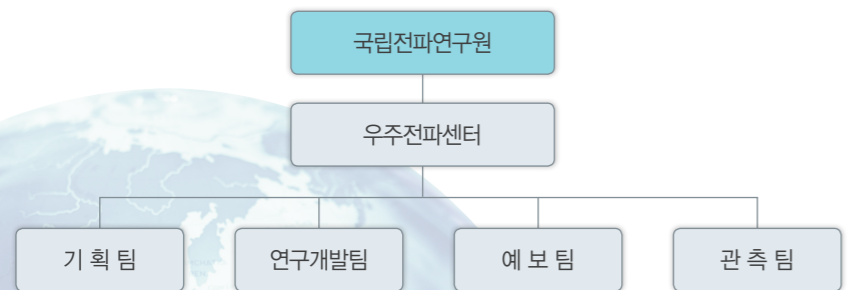 국립전파연구원
우주전파센터
기 획 팀
연구개발팀
예 보 팀
관 측 팀